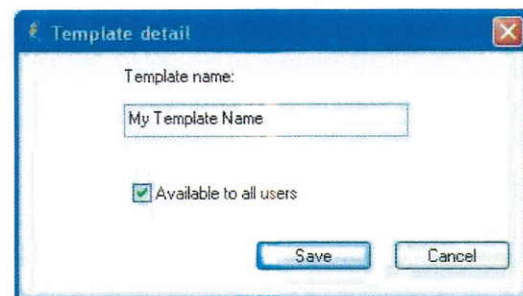 Template detail
Template name:
My Template Name
Available to all users
Save Cancel